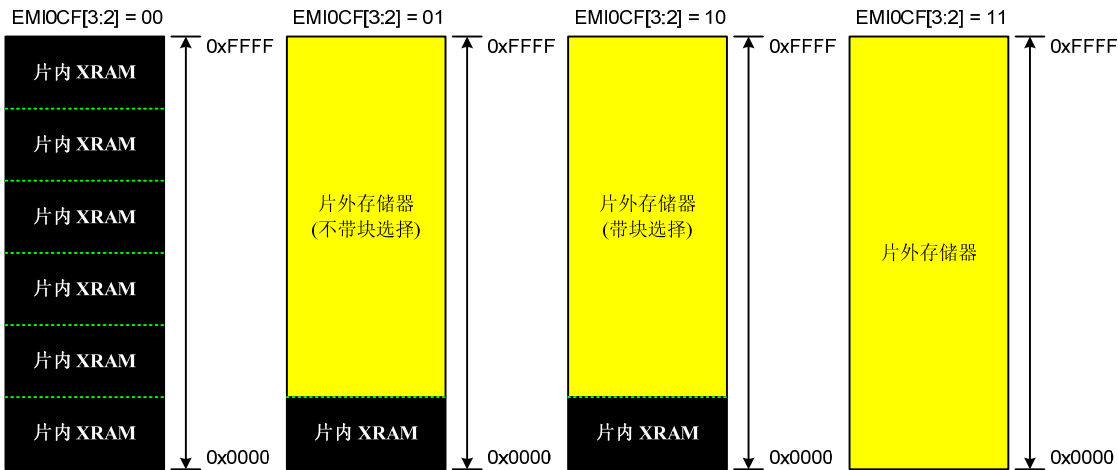 EMI0CF[3:2] = 00
0xFFFF
片内 XRAM
片内 XRAM
片内 XRAM
片内 XRAM
片内 XRAM
片内 XRAM
0x0000
EMI0CF[3:2] = 01
0xFFFF
片外存储器
(不带块选择)
片内 XRAM
0x0000
EMI0CF[3:2] = 10
0xFFFF
片外存储器
(带块选择)
片内 XRAM
0x0000
EMI0CF[3:2] = 11
0xFFFF
片外存储器
0x0000